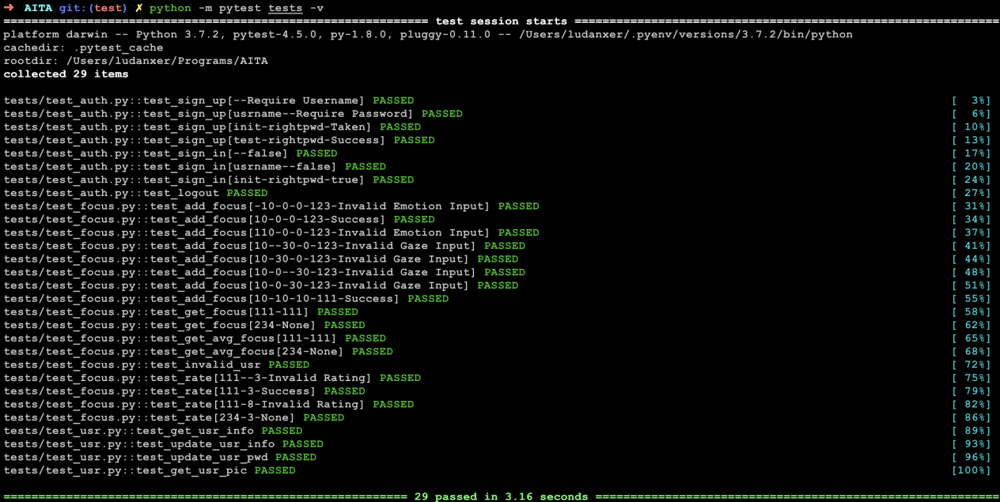 ➜ AITA git:(test) ✗ python -m pytest tests -v
============================================================= test session starts =============================================================
platform darwin -- Python 3.7.2, pytest-4.5.0, py-1.8.0, pluggy-0.11.0 -- /Users/ludanxer/.pyenv/versions/3.7.2/bin/python
cachedir: .pytest_cache
rootdir: /Users/ludanxer/Programs/AITA
collected 29 items
tests/test_auth.py::test_sign_up[--Require Username] PASSED [  3%]
tests/test_auth.py::test_sign_up[usrname--Require Password] PASSED [  6%]
tests/test_auth.py::test_sign_up[init-rightpwd-Taken] PASSED [ 10%]
tests/test_auth.py::test_sign_up[test-rightpwd-Success] PASSED [ 13%]
tests/test_auth.py::test_sign_in[--false] PASSED [ 17%]
tests/test_auth.py::test_sign_in[usrname--false] PASSED [ 20%]
tests/test_auth.py::test_sign_in[init-rightpwd-true] PASSED [ 24%]
tests/test_auth.py::test_logout PASSED [ 27%]
tests/test_focus.py::test_add_focus[-10-0-0-123-Invalid Emotion Input] PASSED [ 31%]
tests/test_focus.py::test_add_focus[10-0-0-123-Success] PASSED [ 34%]
tests/test_focus.py::test_add_focus[110-0-0-123-Invalid Emotion Input] PASSED [ 37%]
tests/test_focus.py::test_add_focus[10--30-0-123-Invalid Gaze Input] PASSED [ 41%]
tests/test_focus.py::test_add_focus[10-30-0-123-Invalid Gaze Input] PASSED [ 44%]
tests/test_focus.py::test_add_focus[10-0--30-123-Invalid Gaze Input] PASSED [ 48%]
tests/test_focus.py::test_add_focus[10-0-30-123-Invalid Gaze Input] PASSED [ 51%]
tests/test_focus.py::test_add_focus[10-10-10-111-Success] PASSED [ 55%]
tests/test_focus.py::test_get_focus[111-111] PASSED [ 58%]
tests/test_focus.py::test_get_focus[234-None] PASSED [ 62%]
tests/test_focus.py::test_get_avg_focus[111-111] PASSED [ 65%]
tests/test_focus.py::test_get_avg_focus[234-None] PASSED [ 68%]
tests/test_focus.py::test_invalid_usr PASSED [ 72%]
tests/test_focus.py::test_rate[111--3-Invalid Rating] PASSED [ 75%]
tests/test_focus.py::test_rate[111-3-Success] PASSED [ 79%]
tests/test_focus.py::test_rate[111-8-Invalid Rating] PASSED [ 82%]
tests/test_focus.py::test_rate[234-3-None] PASSED [ 86%]
tests/test_usr.py::test_get_usr_info PASSED [ 89%]
tests/test_usr.py::test_update_usr_info PASSED [ 93%]
tests/test_usr.py::test_update_usr_pwd PASSED [ 96%]
tests/test_usr.py::test_get_usr_pic PASSED [100%]
========================================================== 29 passed in 3.16 seconds ==========================================================